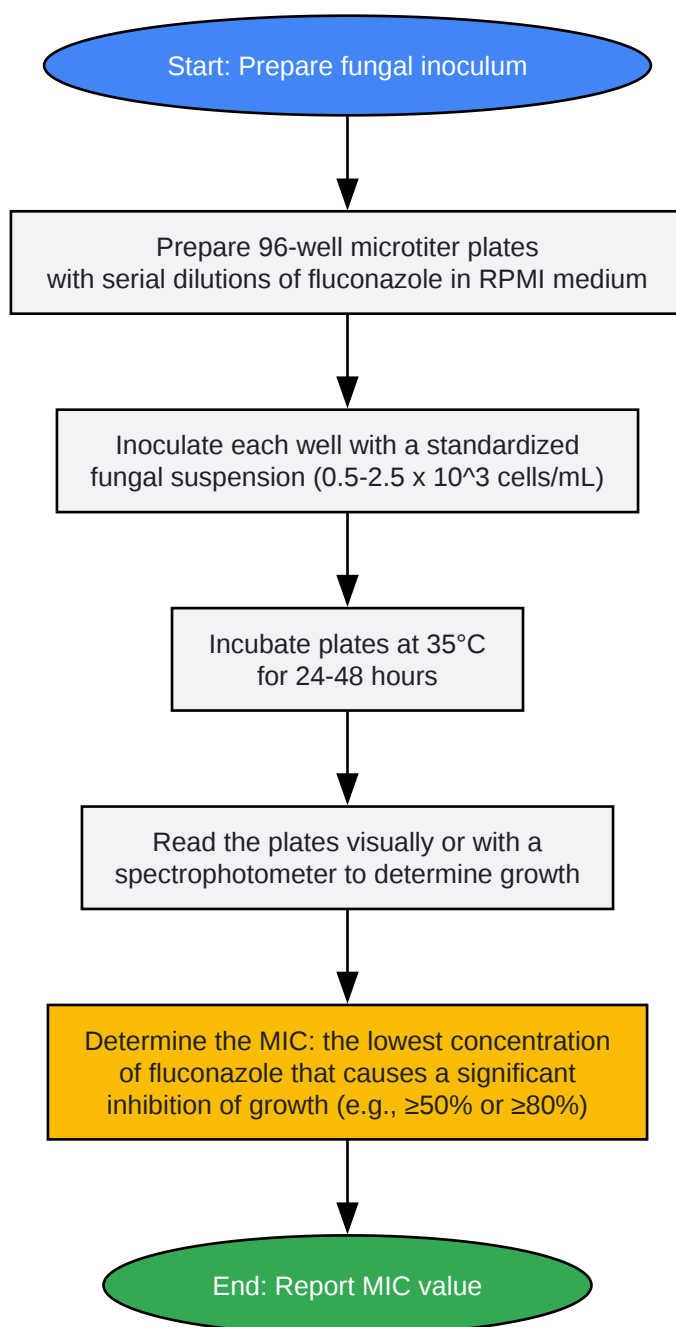 Start: Prepare fungal inoculum
Prepare 96-well microtiter plates
with serial dilutions of fluconazole in RPMI medium
Inoculate each well with a standardized
fungal suspension (0.5-2.5 x 10^3 cells/mL)
Incubate plates at 35°C
for 24-48 hours
Read the plates visually or with a
spectrophotometer to determine growth
Determine the MIC: the lowest concentration
of fluconazole that causes a significant
inhibition of growth (e.g., ≥50% or ≥80%)
End: Report MIC value